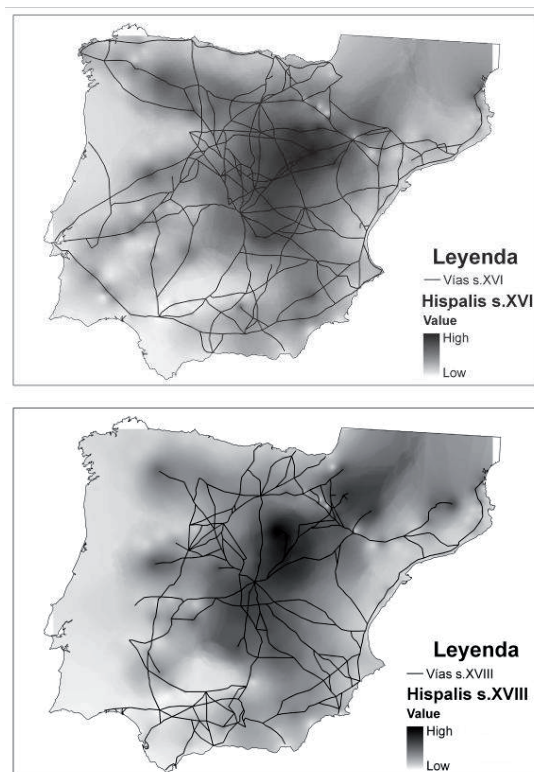 Leyenda
Vías s.XVI
Hispalis s.XVI
Value
High
Low
Leyenda
Vías s.XVIII
Hispalis s.XVIII
Value
High
Low